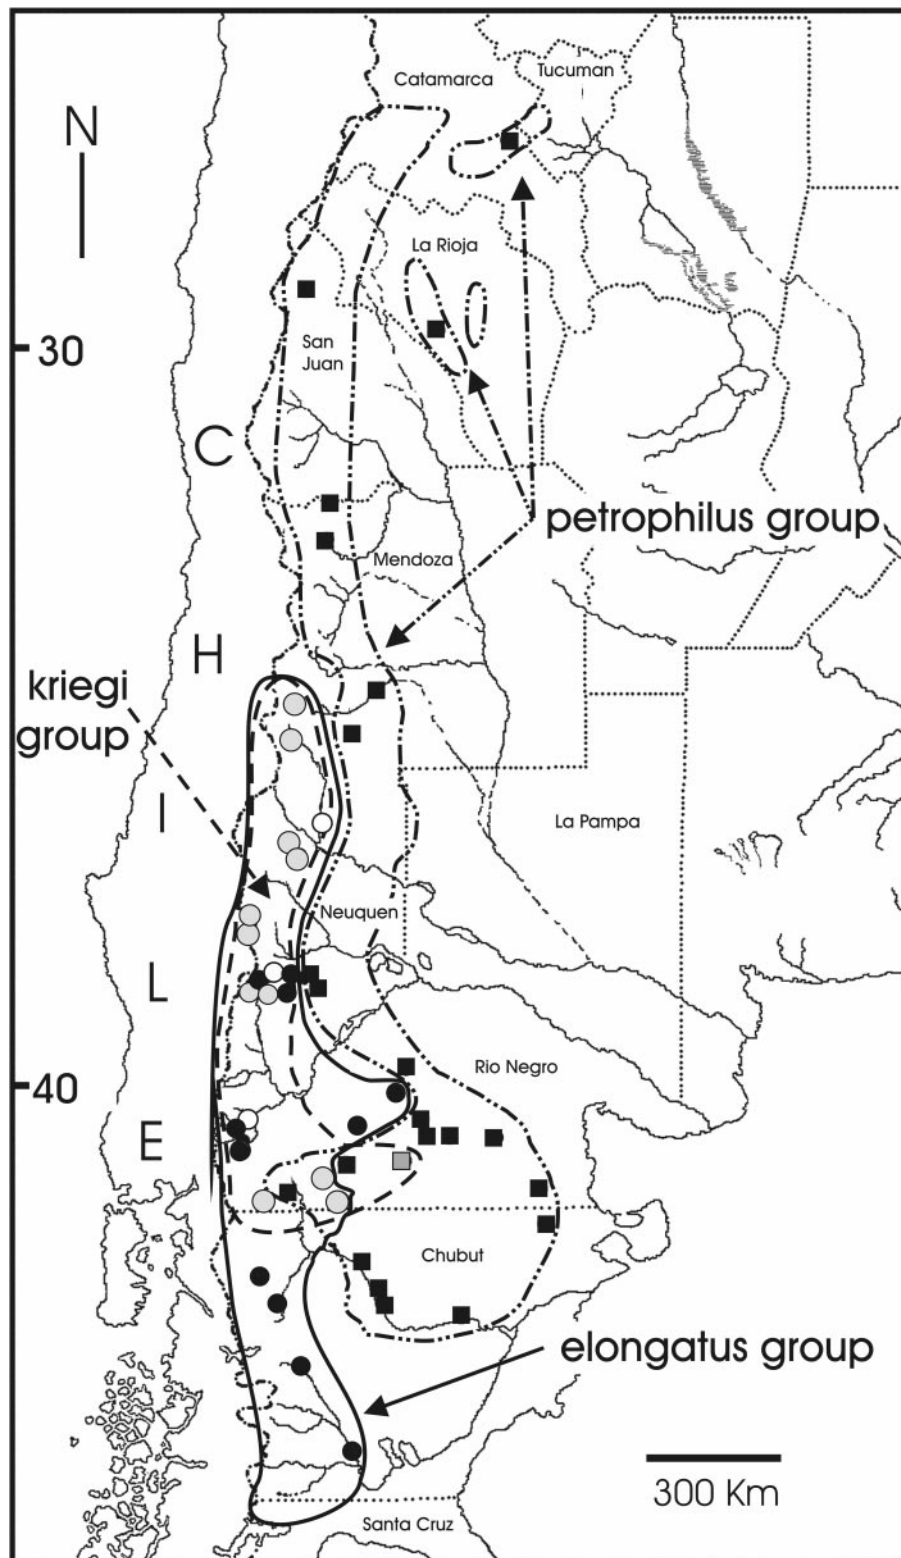 Catamarca
Tucuman
N
La Rioja
30
San
Juan
C
petrophilus group
Mendoza
H
kriegi
group
I
La Pampa
Neuquen
L
Rio Negro
40
E
Chubut
elongatus group
300 Km
Santa Cruz